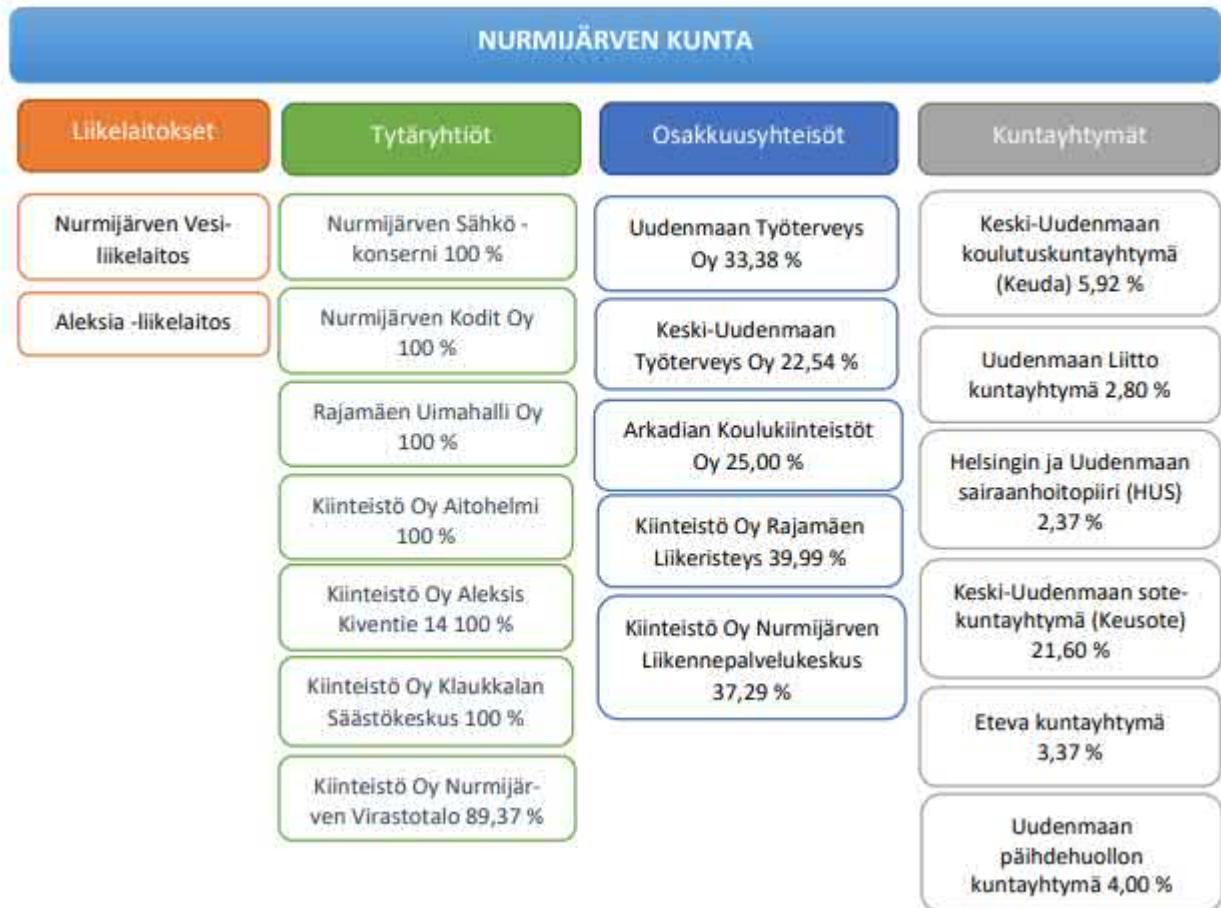 NURMIJÄRVEN KUNTA
Liikelaitokset
Nurmijärven Vesi-
liikelaitos
Aleksia -liikelaitos
Tytäryhtiöt
Nurmijärven Sähkö -
konserni 100 %
Nurmijärven Kodit Oy
100 %
Rajamäen Uimahalli Oy
100 %
Kiinteistö Oy Aitohelmi
100 %
Kiinteistö Oy Aleksis
Kiventie 14 100 %
Kiinteistö Oy Klaukkalan
Säästökeskus 100 %
Kiinteistö Oy Nurmijär-
ven Virastotalo 89,37 %
Osakkuusyhteisöt
Uudenmaan Työterveys
Oy 33,38 %
Keski-Uudenmaan
Työterveys Oy 22,54 %
Arkadian Koulukiinteistöt
Oy 25,00 %
Kiinteistö Oy Rajamäen
Liikeristeys 39,99 %
Kiinteistö Oy Nurmijärven
Liikennepalvelukeskus
37,29 %
Kuntayhtymät
Keski-Uudenmaan
koulutuskuntayhtymä
(Keuda) 5,92 %
Uudenmaan Liitto
kuntayhtymä 2,80 %
Helsingin ja Uudenmaan
sairaanhoitopiiri (HUS)
2,37 %
Keski-Uudenmaan sote-
kuntayhtymä (Keusote)
21,60 %
Eteva kuntayhtymä
3,37 %
Uudenmaan
päihdehuollon
kuntayhtymä 4,00 %